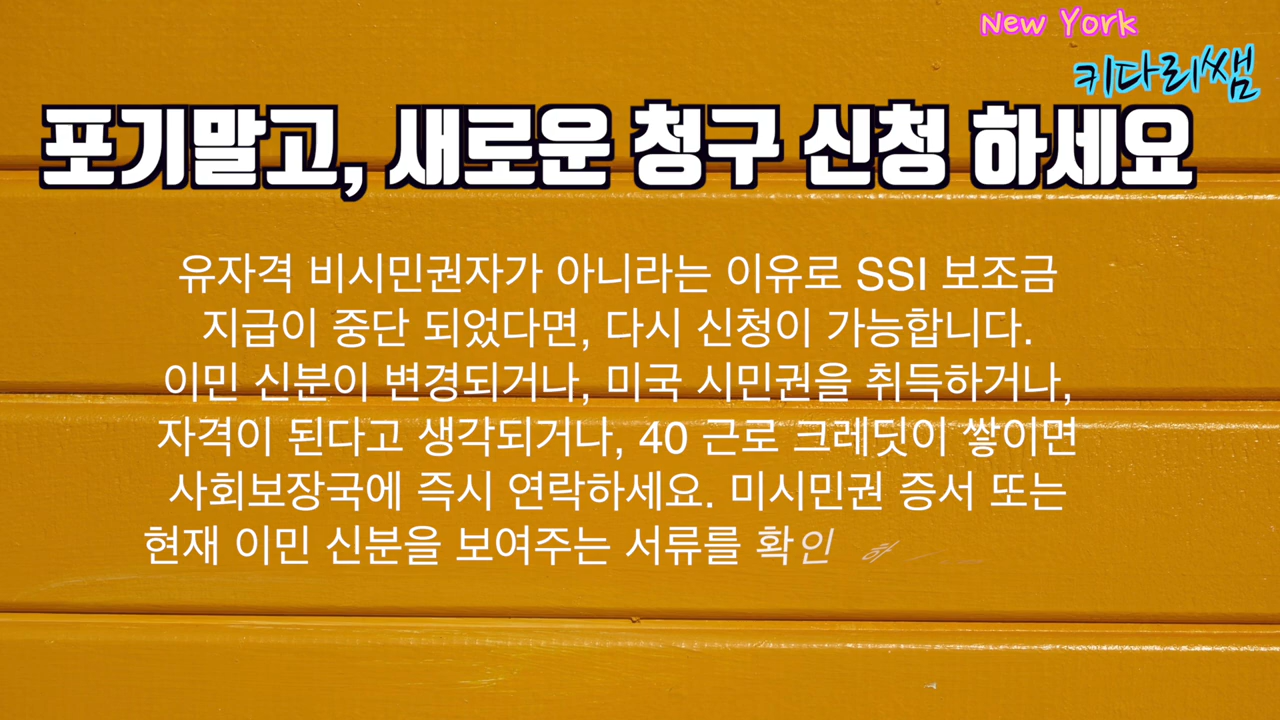 New York
키다리쌤
포기말고, 새로운 청구 신청 하세요
유자격 비시민권자가 아니라는 이유로 SSI 보조금
지급이 중단 되었다면, 다시 신청이 가능합니다.
이민 신분이 변경되거나, 미국 시민권을 취득하거나,
자격이 된다고 생각되거나, 40 근로 크레딧이 쌓이면
사회보장국에 즉시 연락하세요. 미시민권 증서 또는
현재 이민 신분을 보여주는 서류를 확인